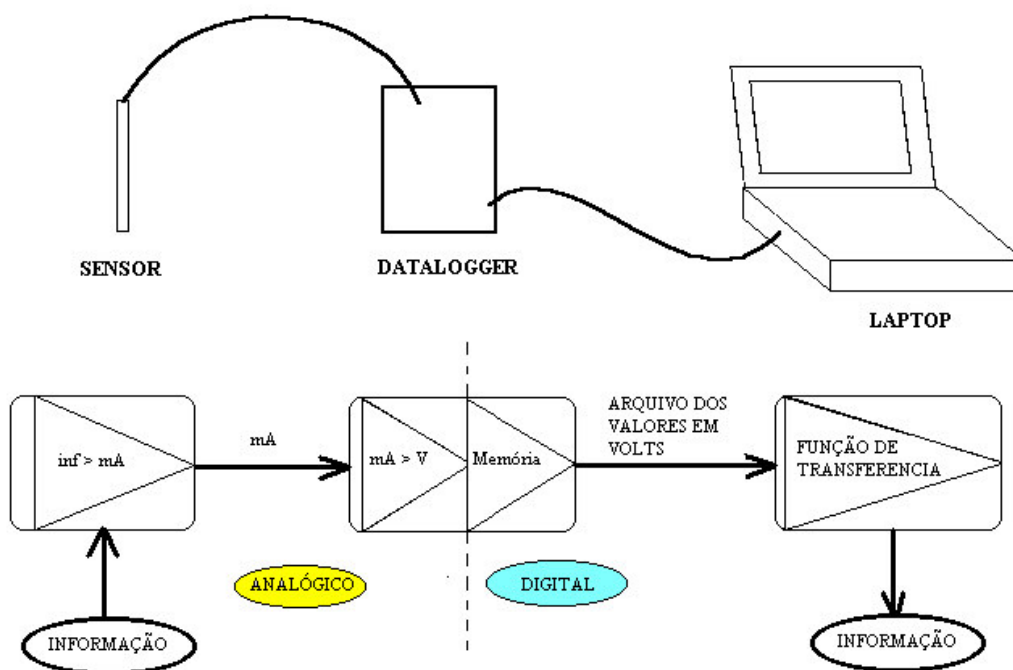 SENSOR
DATALOGGER
LAPTOP
inf > mA
mA
mA > V
Memória
ARQUIVO DOS
VALORES EM
VOLTS
FUNÇÃO DE
TRANSFERENCIA
ANALÓGICO
DIGITAL
INFORMAÇÃO
INFORMAÇÃO